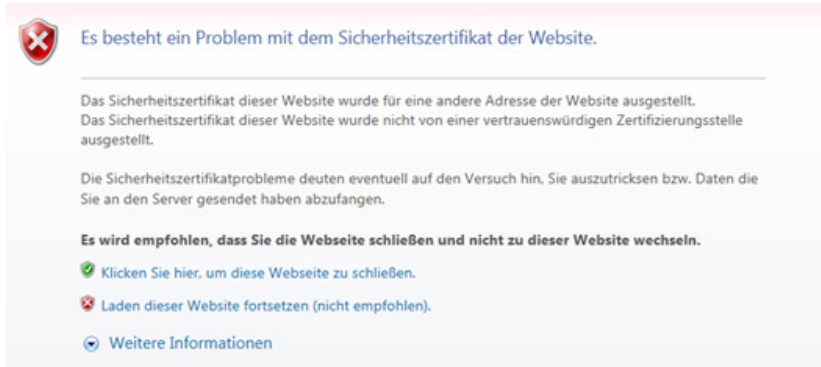 Es besteht ein Problem mit dem Sicherheitszertifikat der Website.
Das Sicherheitszertifikat dieser Website wurde für eine andere Adresse der Website ausgestellt.
Das Sicherheitszertifikat dieser Website wurde nicht von einer vertrauenswürdigen Zertifizierungsstelle
ausgestellt.
Die Sicherheitszertifikatprobleme deuten eventuell auf den Versuch hin, Sie auszutricksen bzw. Daten die
Sie an den Server gesendet haben abzufangen.
Es wird empfohlen, dass Sie die Webseite schließen und nicht zu dieser Website wechseln.
Klicken Sie hier, um diese Webseite zu schließen.
Laden dieser Website fortsetzen (nicht empfohlen).
Weitere Informationen